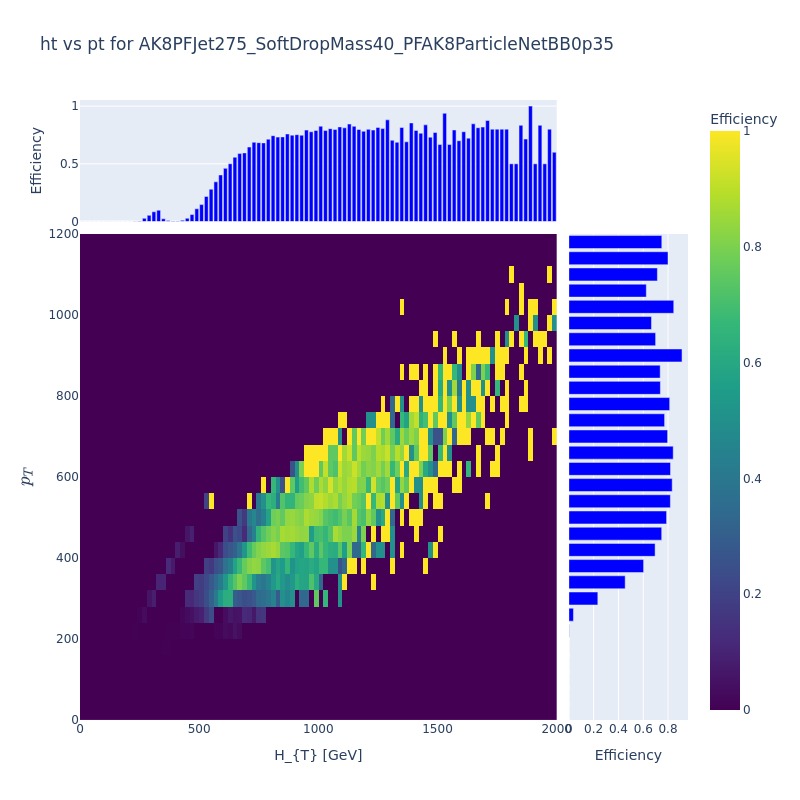 ht vs pt for AK8PFJet275_SoftDropMass40_PFAK8ParticleNetBB0p35
Efficiency
1
0.5
0
Efficiency
1
0.8
0.6
0.4
0.2
0
p_T
1200
1000
800
600
400
200
0
0 500 1000 1500 2000
H_{T} [GeV]
0 0.2 0.4 0.6 0.8
Efficiency